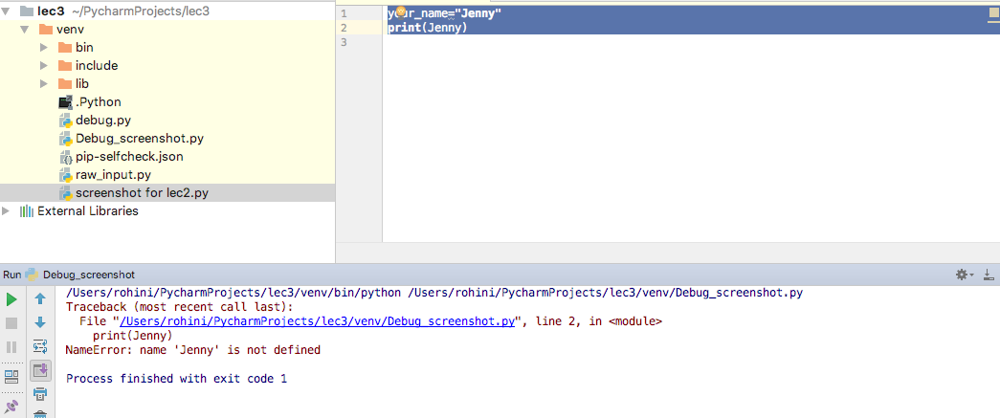 lec3 ~/PycharmProjects/lec3
venv
bin
include
lib
.Python
debug.py
Debug_screenshot.py
pip-selfcheck.json
raw_input.py
screenshot for lec2.py
External Libraries
1 your_name="Jenny"
2 print(Jenny)
3
Run Debug_screenshot
/Users/rohini/PycharmProjects/lec3/venv/bin/python /Users/rohini/PycharmProjects/lec3/venv/Debug_screenshot.py
Traceback (most recent call last):
File "/Users/rohini/PycharmProjects/lec3/venv/Debug_screenshot.py", line 2, in <module>
print(Jenny)
NameError: name 'Jenny' is not defined
Process finished with exit code 1